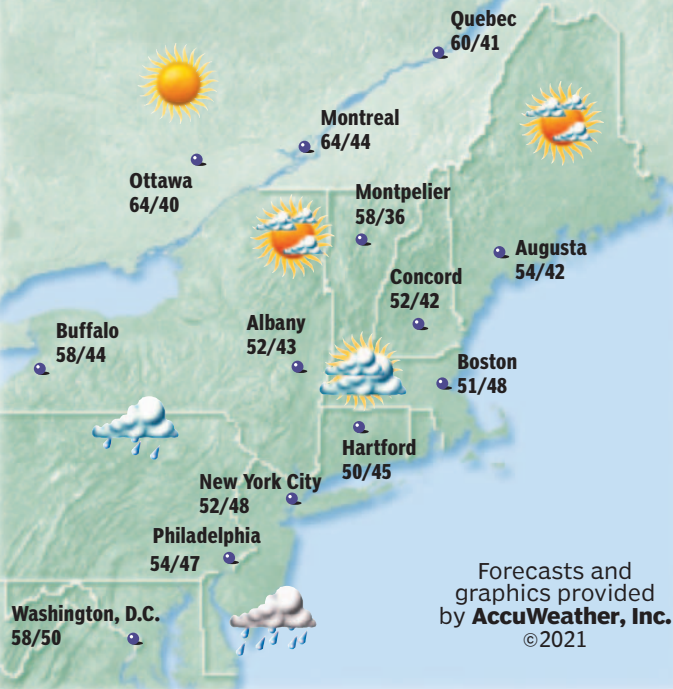 Quebec
60/41
Montreal
64/44
Ottawa
64/40
Montpelier
58/36
Augusta
54/42
Concord
52/42
Albany
52/43
Buffalo
58/44
Boston
51/48
Hartford
50/45
New York City
52/48
Philadelphia
54/47
Washington, D.C.
58/50
Forecasts and
graphics provided
by AccuWeather, Inc.
©2021